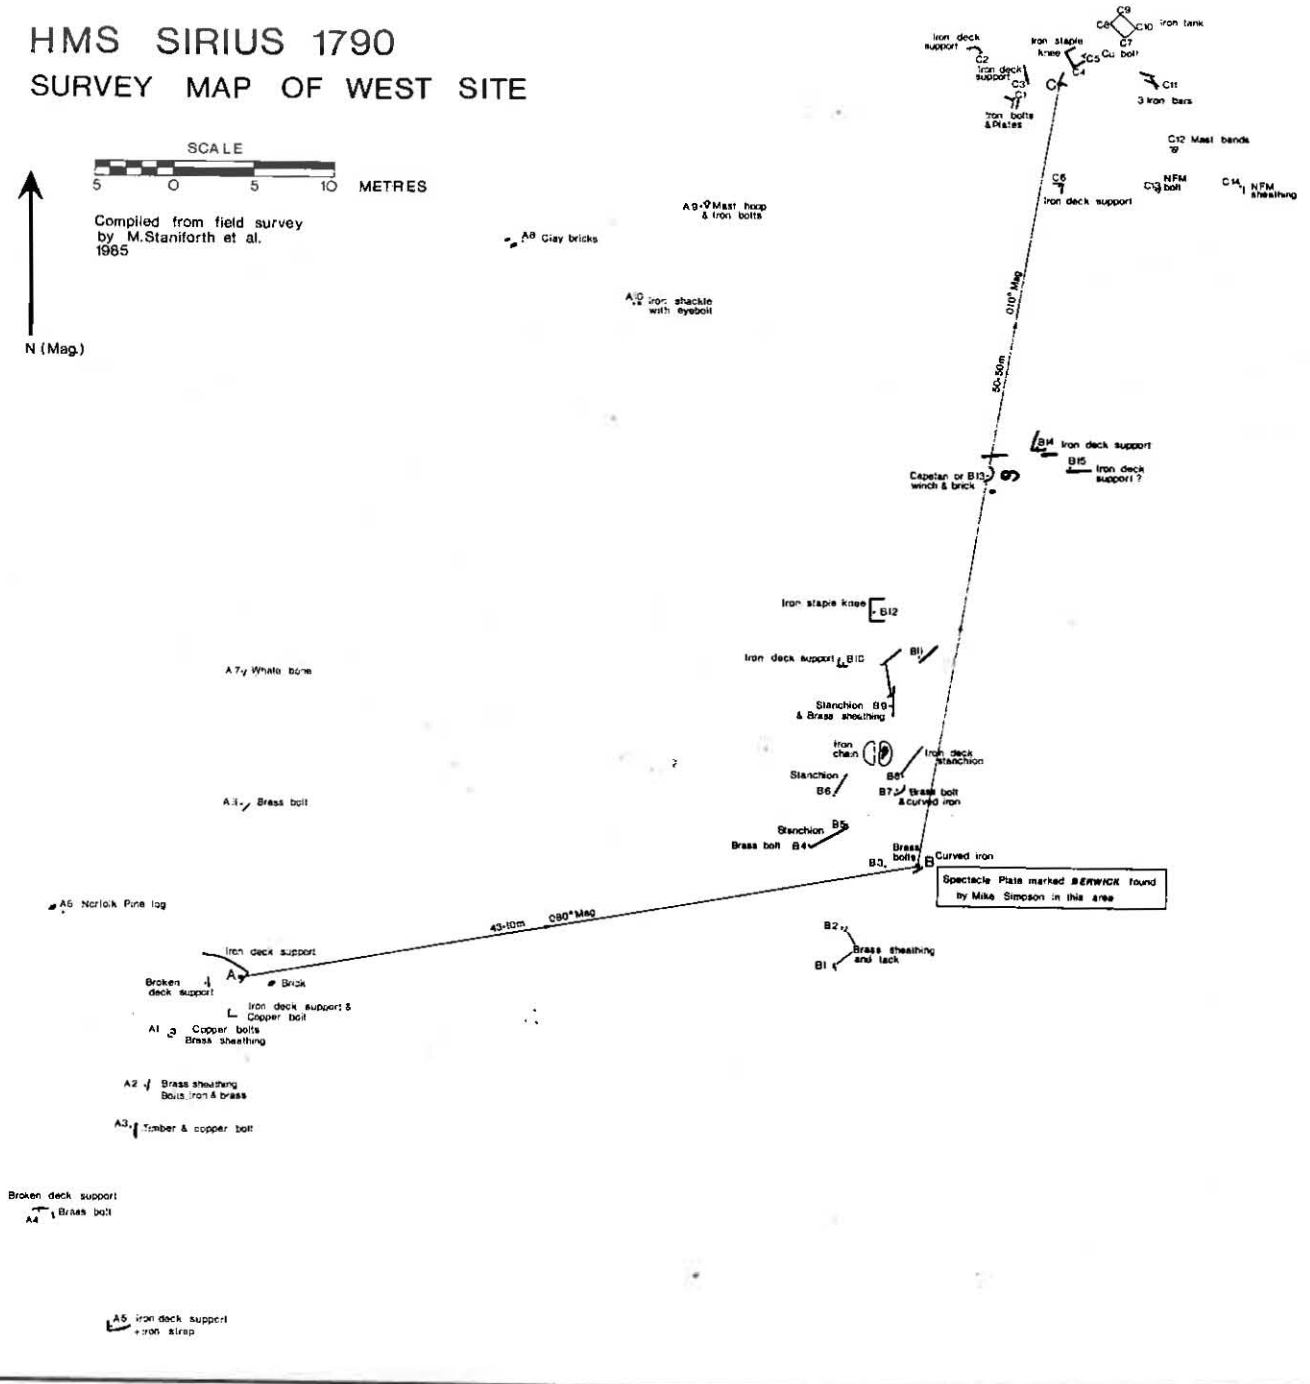 HMS SIRIUS 1790
SURVEY MAP OF WEST SITE
SCALE
5 0 5 10 METRES
Compiled from field survey
by M.Staniforth et al.
1985
N (Mag.)
C9
C8 C10 Iron tank
C7
Iron deck
support
C2
Iron staple
knee
C5 Cu bolt
C4
Iron deck
support
C3
C
C1
Iron bolts
& Plates
C11
3 Iron bars
C12 Mast bands
C6
Iron deck support
C13 NFM
bolt
C14 NFM
sheathing
A9 Mast hoop
& Iron bolts
A8 Clay bricks
A10 Iron shackle
with eyebolt
010° Mag
50·50m
B14 Iron deck support
B15 Iron deck
support ?
Capstan or B13
winch & brick
Iron staple knee B12
Iron deck support B10
B11
Stanchion B9
& Brass sheathing
A7 Whale bone
Iron
chain
Iron deck
stanchion
Stanchion
B6
B8
B7 Brass bolt
& curved iron
Brass bolt
Stanchion B5
Brass bolt B4
Brass
bolts
B3 B Curved iron
Spectacle Plate marked BERWICK found
by Mike Simpson in this area
A6 Norfolk Pine log
43·10m 080° Mag
B2
Brass sheathing
and tack
B1
Iron deck support
A
Broken
deck support
Brick
Iron deck support &
Copper bolt
A1 Copper bolts
Brass sheathing
A2 Brass sheathing
Bolts, Iron & brass
A3 Timber & copper bolt
Broken deck support
A4 Brass bolt
A5 Iron deck support
+ iron strap